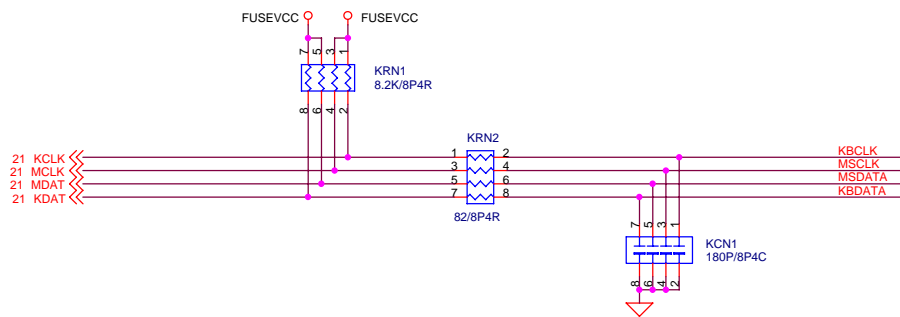 FUSEVCC FUSEVCC
7 5 3 1
KRN1
8.2K/8P4R
8 6 4 2
KRN2
21 KCLK 1 2 KBCLK
21 MCLK 3 4 MSCLK
21 MDAT 5 6 MSDATA
21 KDAT 7 8 KBDATA
82/8P4R
7 5 3 1
KCN1
180P/8P4C
8 6 4 2